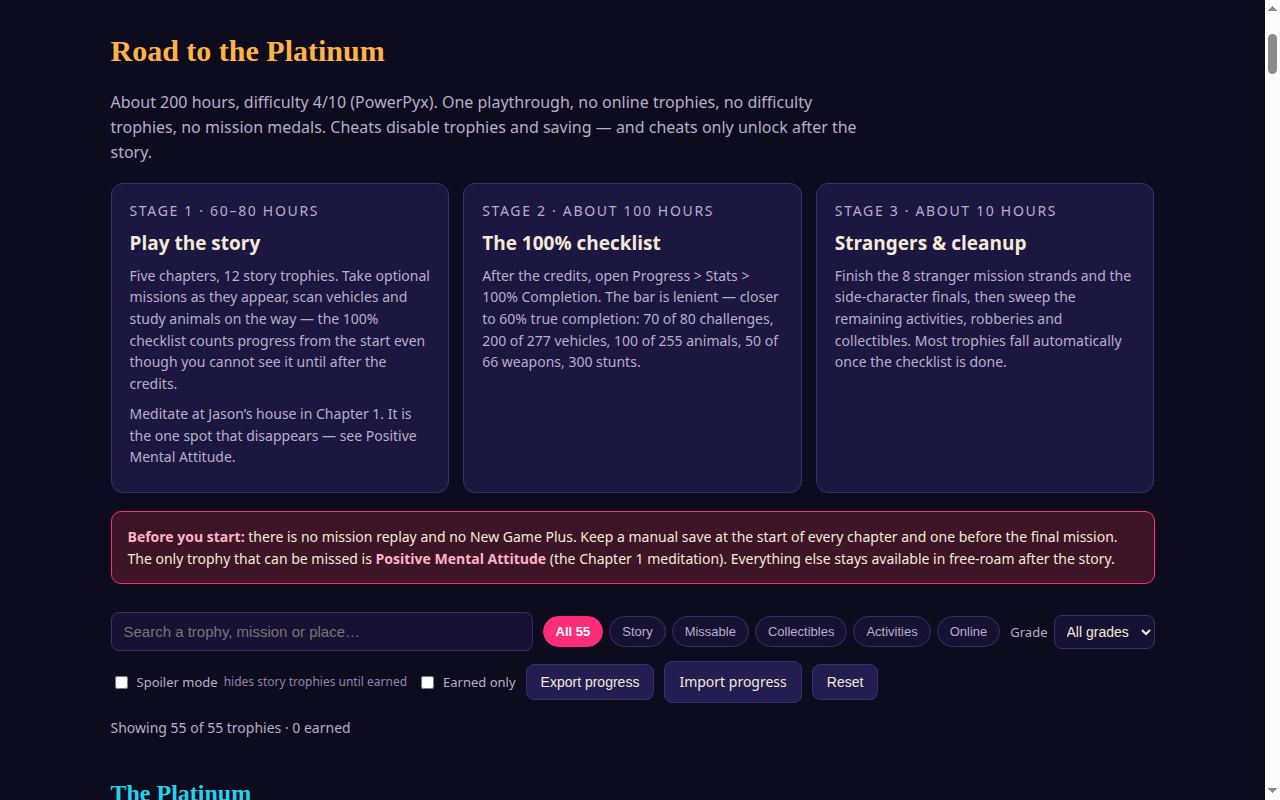 Road to the Platinum
About 200 hours, difficulty 4/10 (PowerPyx). One playthrough, no online trophies, no difficulty
trophies, no mission medals. Cheats disable trophies and saving — and cheats only unlock after the
story.
STAGE 1 · 60–80 HOURS
Play the story
Five chapters, 12 story trophies. Take optional
missions as they appear, scan vehicles and
study animals on the way — the 100%
checklist counts progress from the start even
though you cannot see it until after the
credits.
Meditate at Jason’s house in Chapter 1. It is
the one spot that disappears — see Positive
Mental Attitude.
STAGE 2 · ABOUT 100 HOURS
The 100% checklist
After the credits, open Progress > Stats >
100% Completion. The bar is lenient — closer
to 60% true completion: 70 of 80 challenges,
200 of 277 vehicles, 100 of 255 animals, 50 of
66 weapons, 300 stunts.
STAGE 3 · ABOUT 10 HOURS
Strangers & cleanup
Finish the 8 stranger mission strands and the
side-character finals, then sweep the
remaining activities, robberies and
collectibles. Most trophies fall automatically
once the checklist is done.
Before you start: there is no mission replay and no New Game Plus. Keep a manual save at the start of every chapter and one before the final mission.
The only trophy that can be missed is Positive Mental Attitude (the Chapter 1 meditation). Everything else stays available in free-roam after the story.
Search a trophy, mission or place… All 55 Story Missable Collectibles Activities Online Grade All grades
Spoiler mode hides story trophies until earned Earned only Export progress Import progress Reset
Showing 55 of 55 trophies · 0 earned
The Platinum